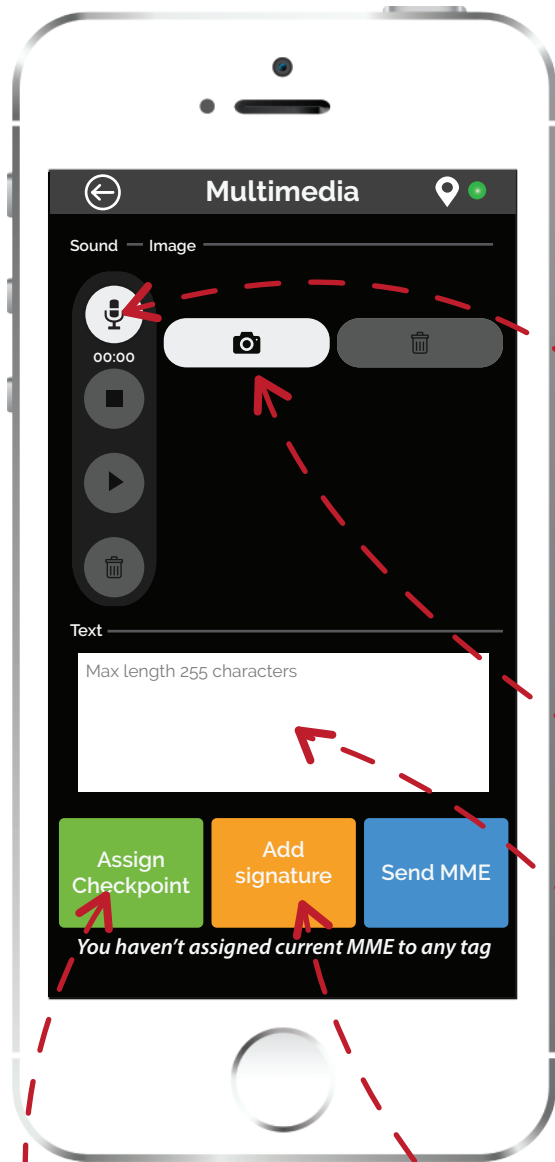 Multimedia
Sound Image
00:00
Text
Max length 255 characters
Assign
Checkpoint
Add
signature
Send MME
You haven't assigned current MME to any tag